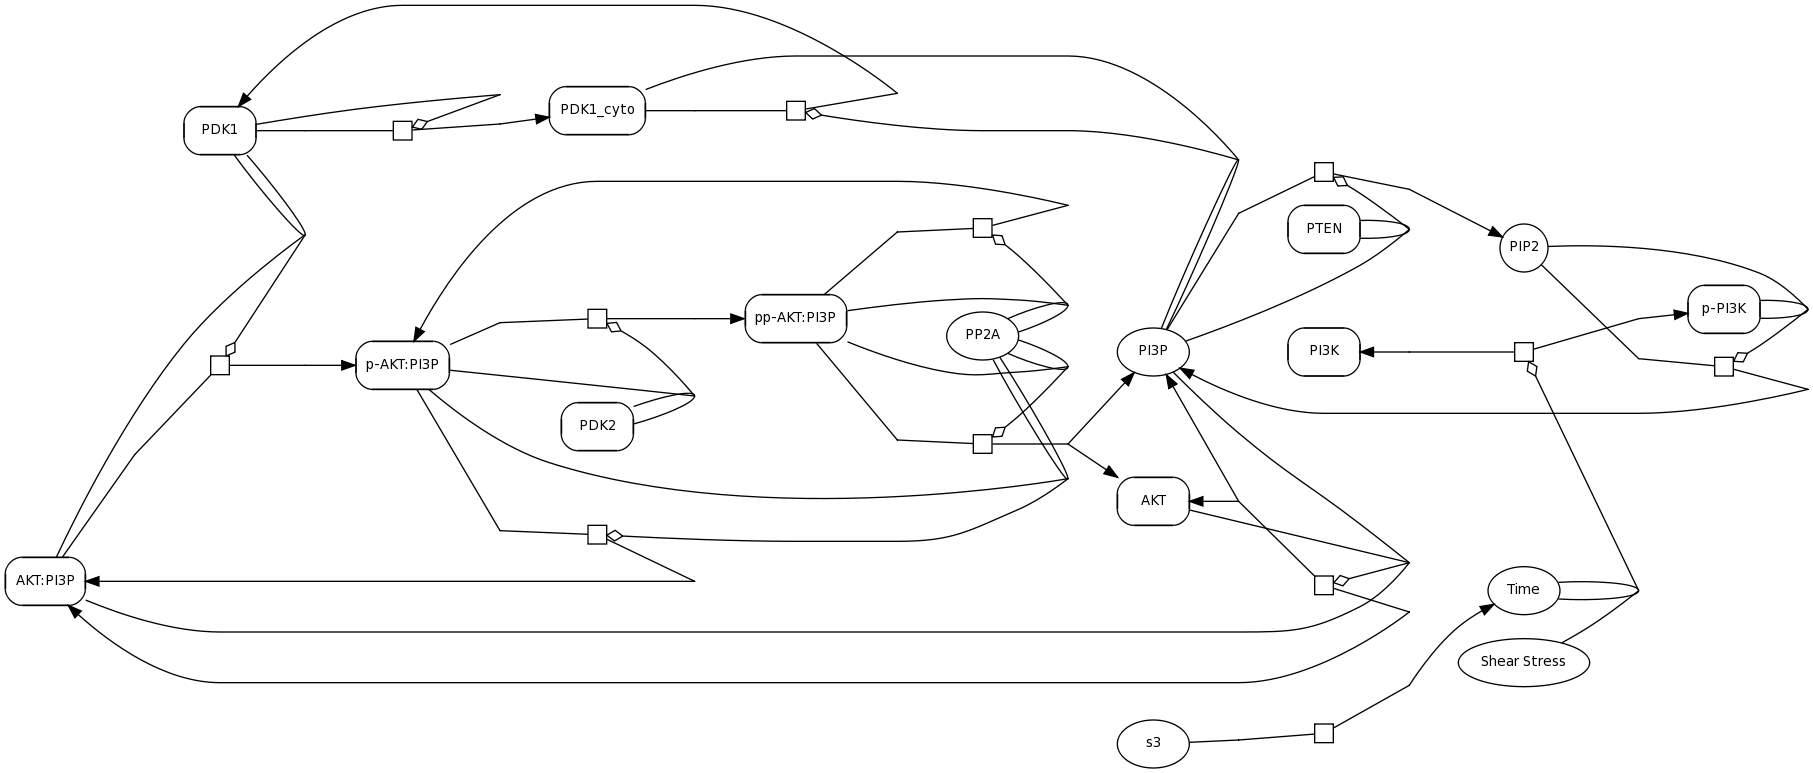 PDK1_cyto
PDK1
PTEN
PIP2
p-PI3K
pp-AKT:PI3P
PP2A
PI3P
PI3K
p-AKT:PI3P
PDK2
AKT
AKT:PI3P
Time
Shear Stress
s3